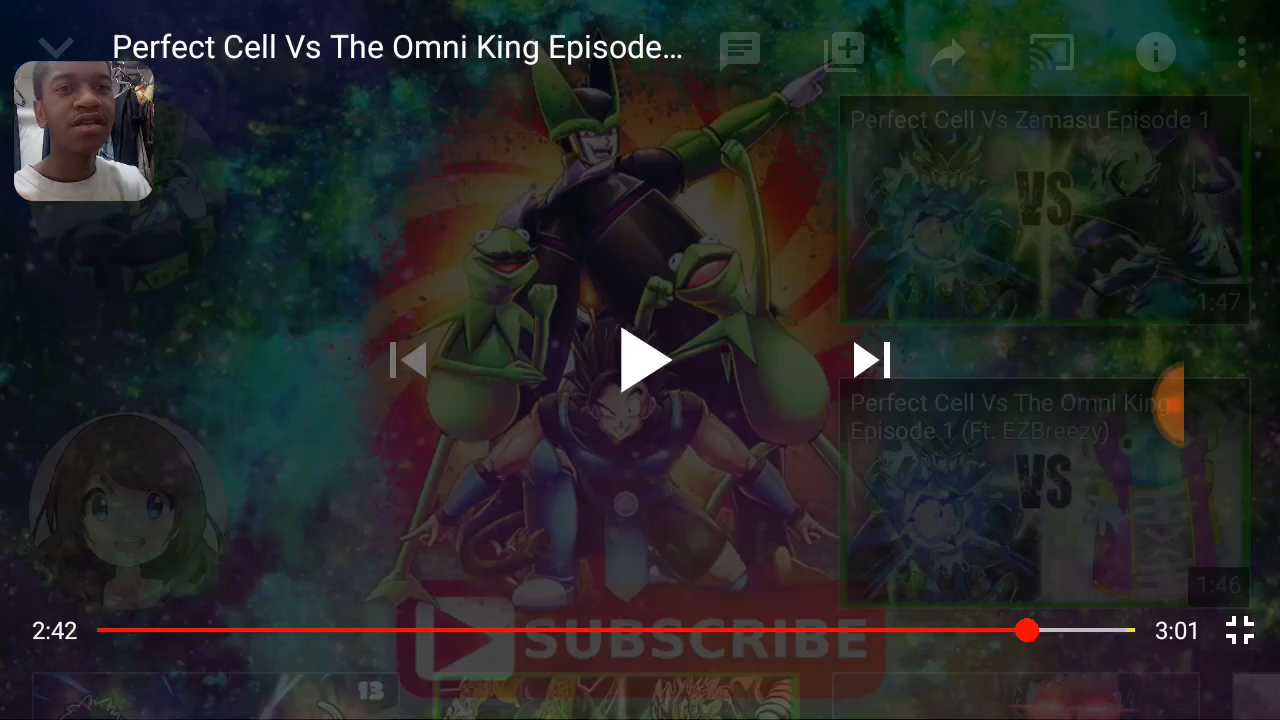 Perfect Cell Vs The Omni King Episode...
Perfect Cell Vs Zamasu Episode 1
VS
1:47
Perfect Cell Vs The Omni King
Episode 1 (Ft. EZBreezy)
VS
1:46
2:42
3:01
SUBSCRIBE
13